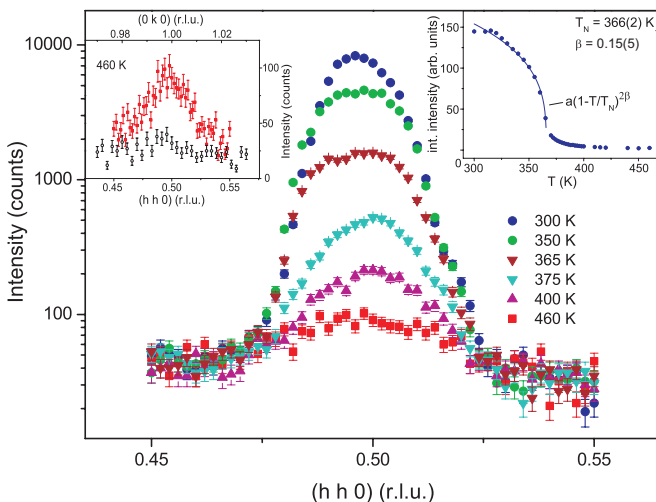 (0 k 0) (r.l.u.)
0.98 1.00 1.02
460 K
100
50
0
Intensity (counts)
0.45 0.50 0.55
(h h 0) (r.l.u.)
T_N = 366(2) K
β = 0.15(5)
a(1-T/T_N)^{2β}
150
100
50
0
int. intensity (arb. units)
300 350 400 450
T (K)
10000
1000
100
Intensity (counts)
300 K
350 K
365 K
375 K
400 K
460 K
0.45 0.50 0.55
(h h 0) (r.l.u.)